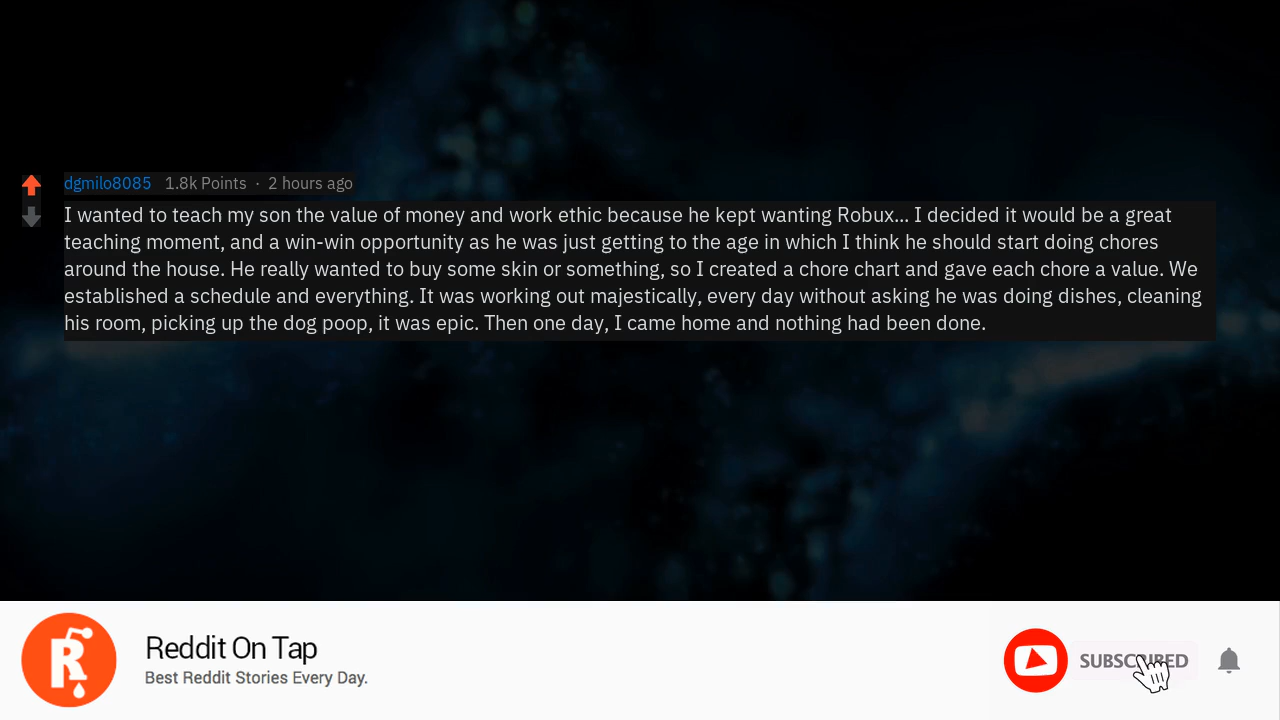 dgmilo8085 1.8k Points · 2 hours ago
I wanted to teach my son the value of money and work ethic because he kept wanting Robux... I decided it would be a great
teaching moment, and a win-win opportunity as he was just getting to the age in which I think he should start doing chores
around the house. He really wanted to buy some skin or something, so I created a chore chart and gave each chore a value. We
established a schedule and everything. It was working out majestically, every day without asking he was doing dishes, cleaning
his room, picking up the dog poop, it was epic. Then one day, I came home and nothing had been done.
Reddit On Tap
Best Reddit Stories Every Day.
SUBSCRIBED